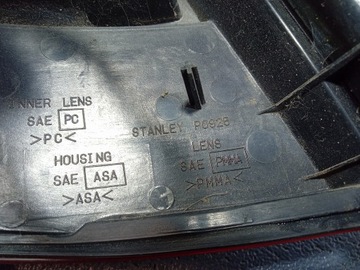 INNER LENS
SAE PC
>PC<
HOUSING
SAE ASA
>ASA<
STANLEY P0926
LENS
SAE PMMA
>PMMA<